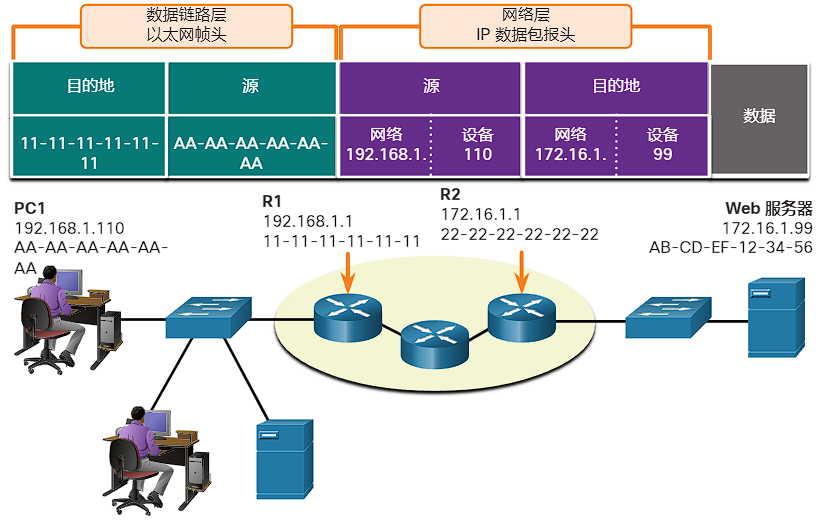 数据链路层
以太网帧头
网络层
IP 数据包报头
目的地
源
源
目的地
数据
11-11-11-11-11-
11
AA-AA-AA-AA-AA-
AA
网络
192.168.1.
设备
110
网络
172.16.1.
设备
99
PC1
192.168.1.110
AA-AA-AA-AA-AA-
AA
R1
192.168.1.1
11-11-11-11-11-11
R2
172.16.1.1
22-22-22-22-22-22
Web 服务器
172.16.1.99
AB-CD-EF-12-34-56